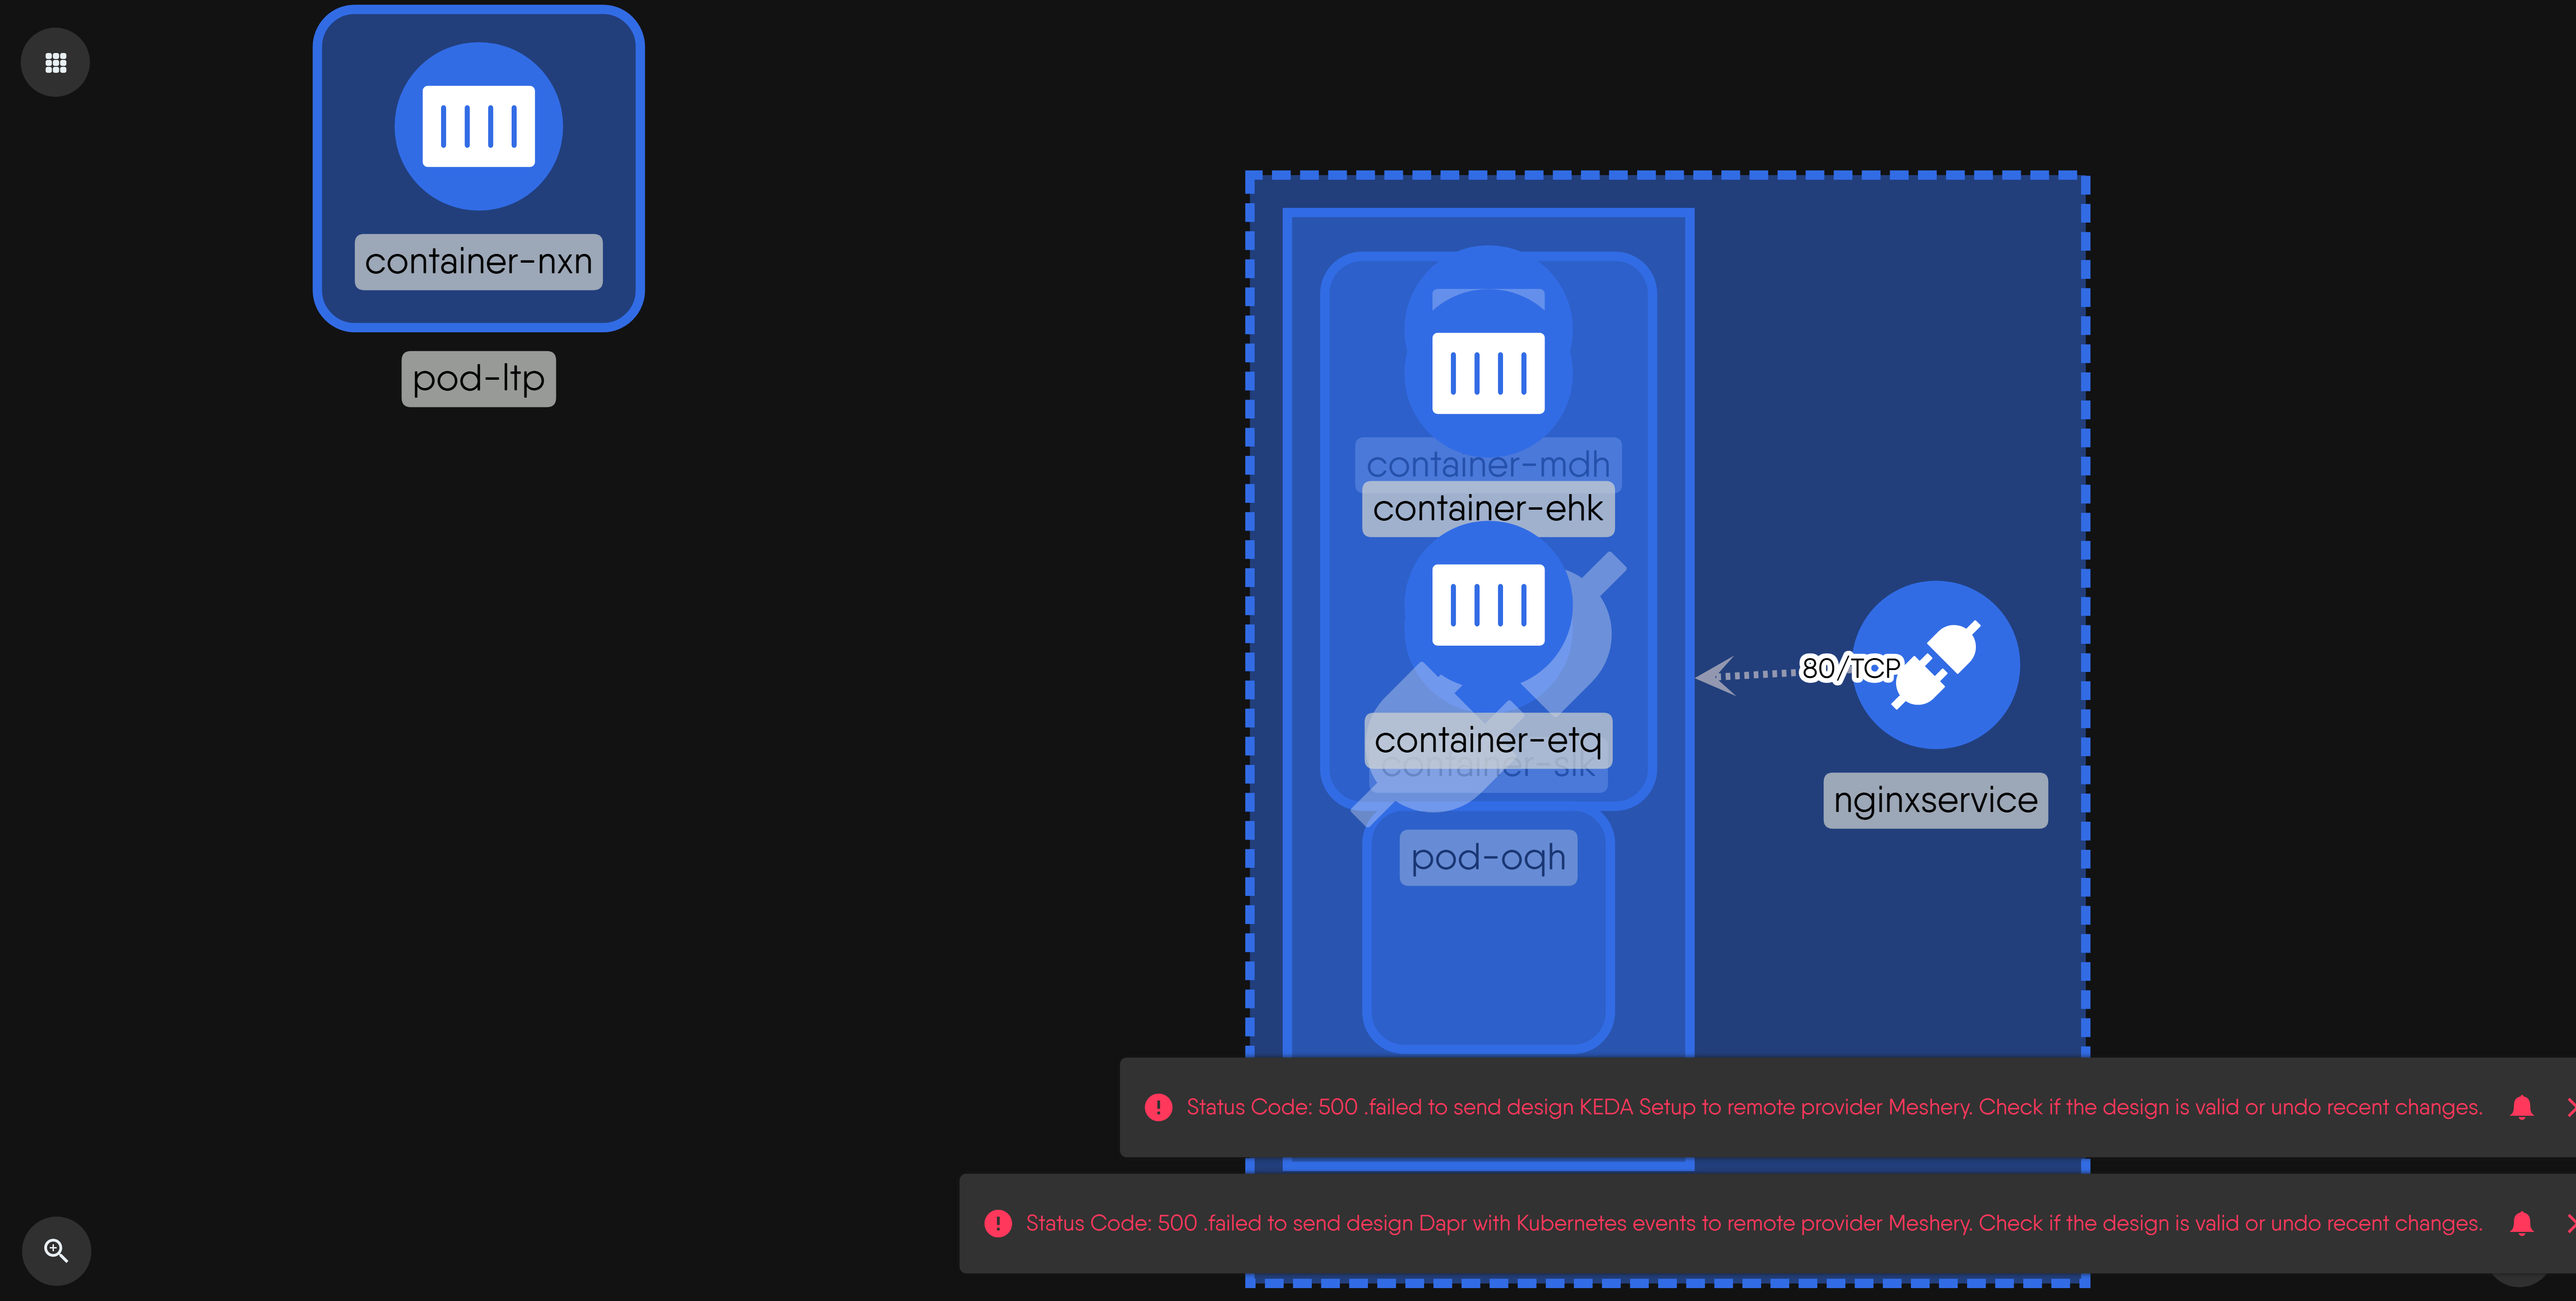 container-nxn
pod-ltp
container-mdh
container-ehk
container-etq
container-slk
pod-oqh
80/TCP
nginxservice
Status Code: 500 .failed to send design KEDA Setup to remote provider Meshery. Check if the design is valid or undo recent changes.
Status Code: 500 .failed to send design Dapr with Kubernetes events to remote provider Meshery. Check if the design is valid or undo recent changes.